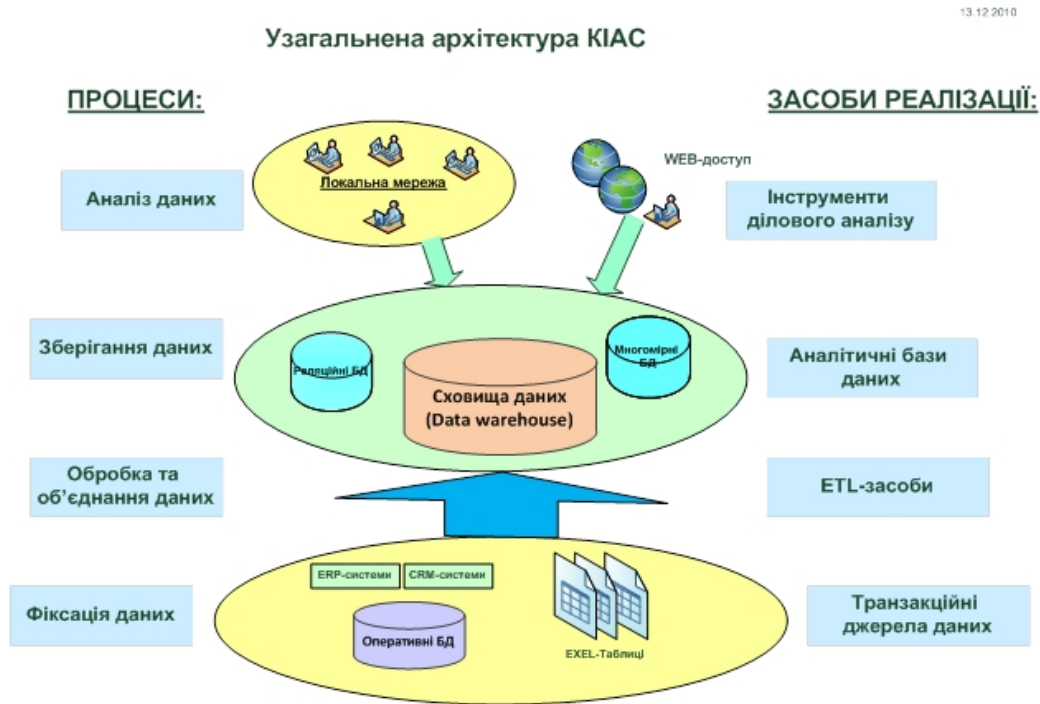 13.12.2010
Узагальнена архітектура КІАС
ПРОЦЕСИ:
ЗАСОБИ РЕАЛІЗАЦІЇ:
Локальна мережа
WEB-доступ
Аналіз даних
Інструменти
ділового аналізу
Зберігання даних
Реляційні БД
Многомірні
БД
Сховища даних
(Data warehouse)
Аналітичні бази
даних
Обробка та
об’єднання даних
ETL-засоби
ERP-системи
CRM-системи
Фіксація даних
Оперативні БД
EXEL-Таблиці
Транзакційні
джерела даних